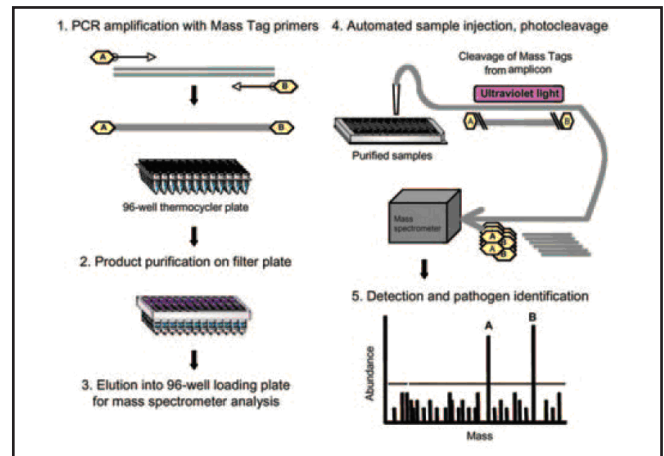 1. PCR amplification with Mass Tag primers
A
B
A
B
96-well thermocycler plate
2. Product purification on filter plate
3. Elution into 96-well loading plate
for mass spectrometer analysis
4. Automated sample injection, photocleavage
Cleavage of Mass Tags
from amplicon
Ultraviolet light
A
B
Purified samples
Mass
spectrometer
A
A
B
5. Detection and pathogen identification
A
B
Abundance
Mass